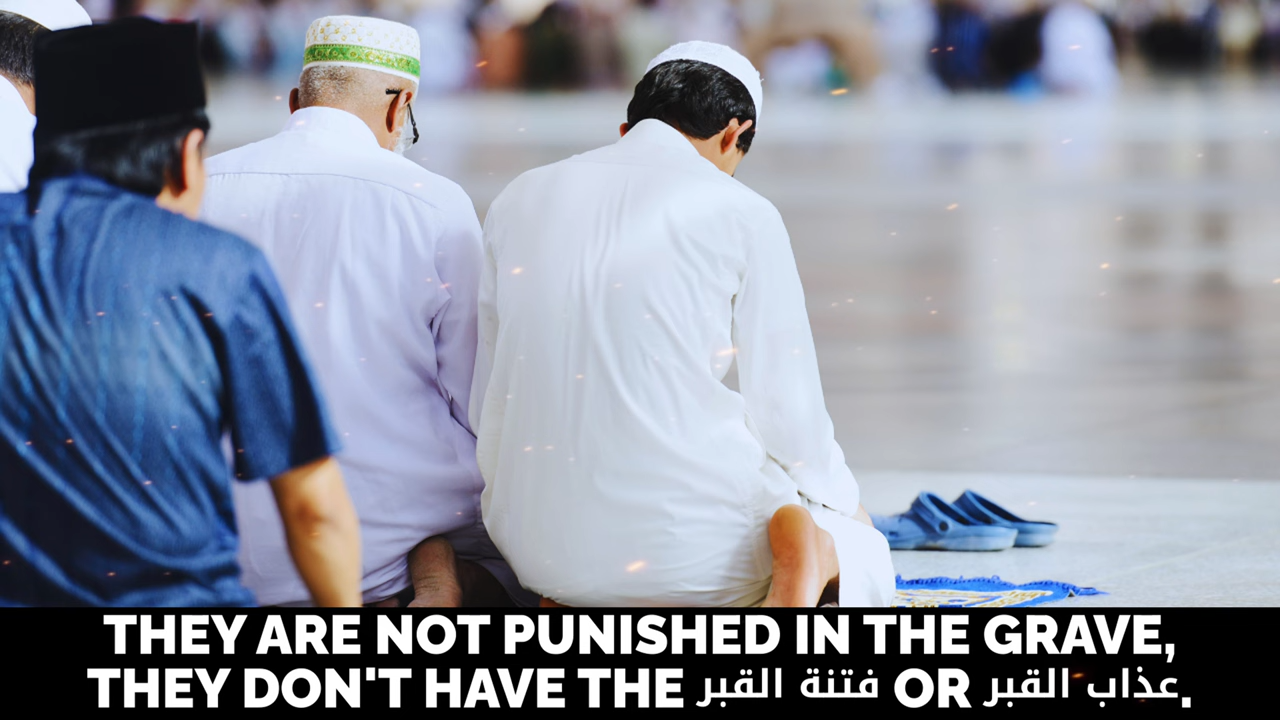 THEY ARE NOT PUNISHED IN THE GRAVE,
THEY DON'T HAVE THE فتنة القبر OR عذاب القبر.